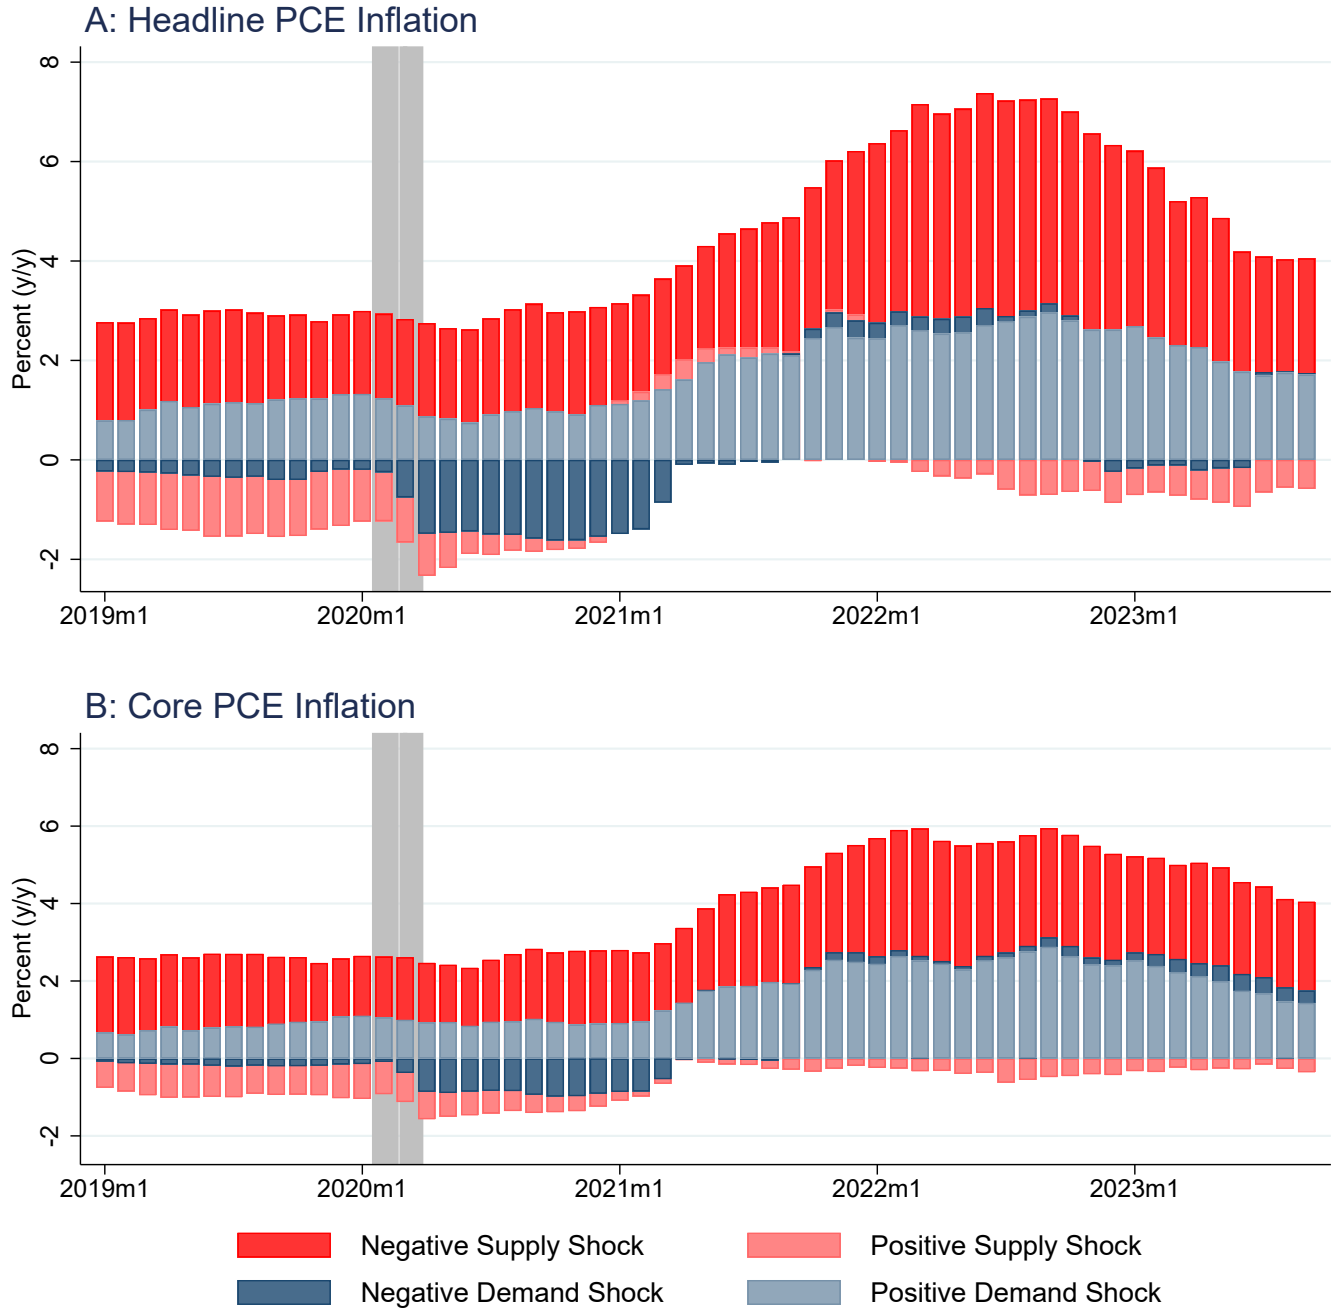 A: Headline PCE Inflation
Percent (y/y)
8
6
4
2
0
-2
2019m1 2020m1 2021m1 2022m1 2023m1
B: Core PCE Inflation
Percent (y/y)
8
6
4
2
0
-2
2019m1 2020m1 2021m1 2022m1 2023m1
Negative Supply Shock Positive Supply Shock
Negative Demand Shock Positive Demand Shock